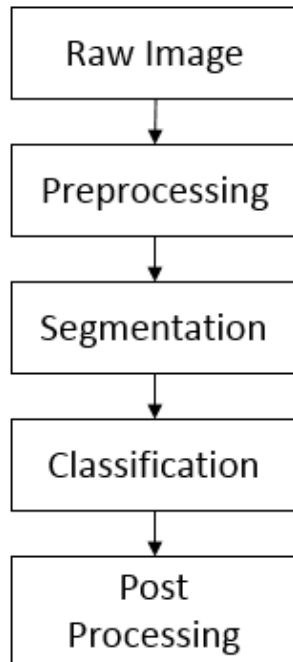 Raw Image
Preprocessing
Segmentation
Classification
Post
Processing